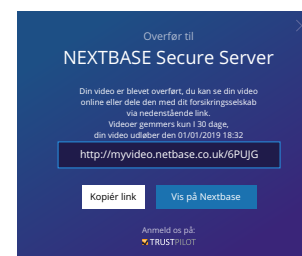 Overfør til
NEXTBASE Secure Server
Din video er blevet overført, du kan se din video
online eller dele den med dit forsikringsselskab
via nedenstående link.
Videoer gemmers kun I 30 dage,
din video udløber den 01/01/2019 18:32
http://myvideo.netbase.co.uk/6PUJG
Kopiér link
Vis på Nextbase
Anmeld os på:
TRUSTPILOT